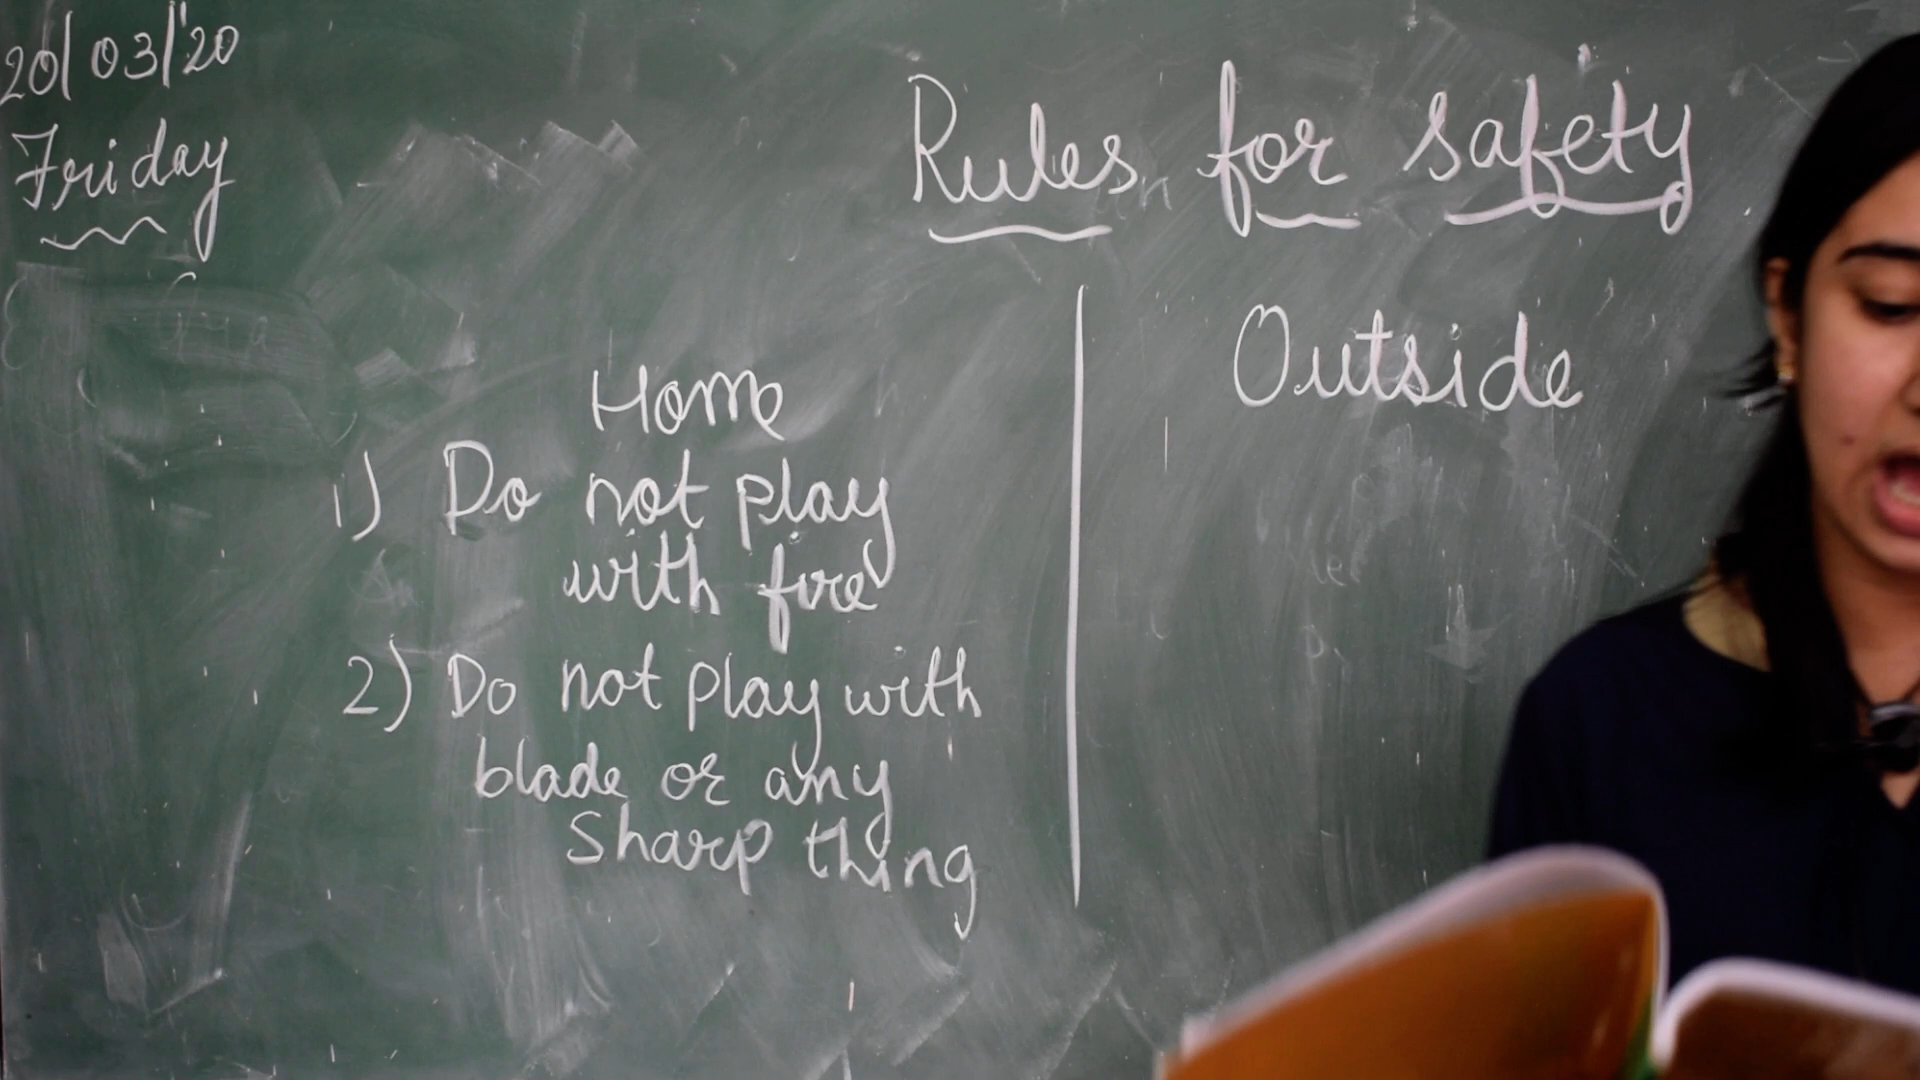 20/03/'20
Friday
Rules for safety
Home
1) Do not play
with fire
2) Do not play with
blade or any
Sharp thing
Outside